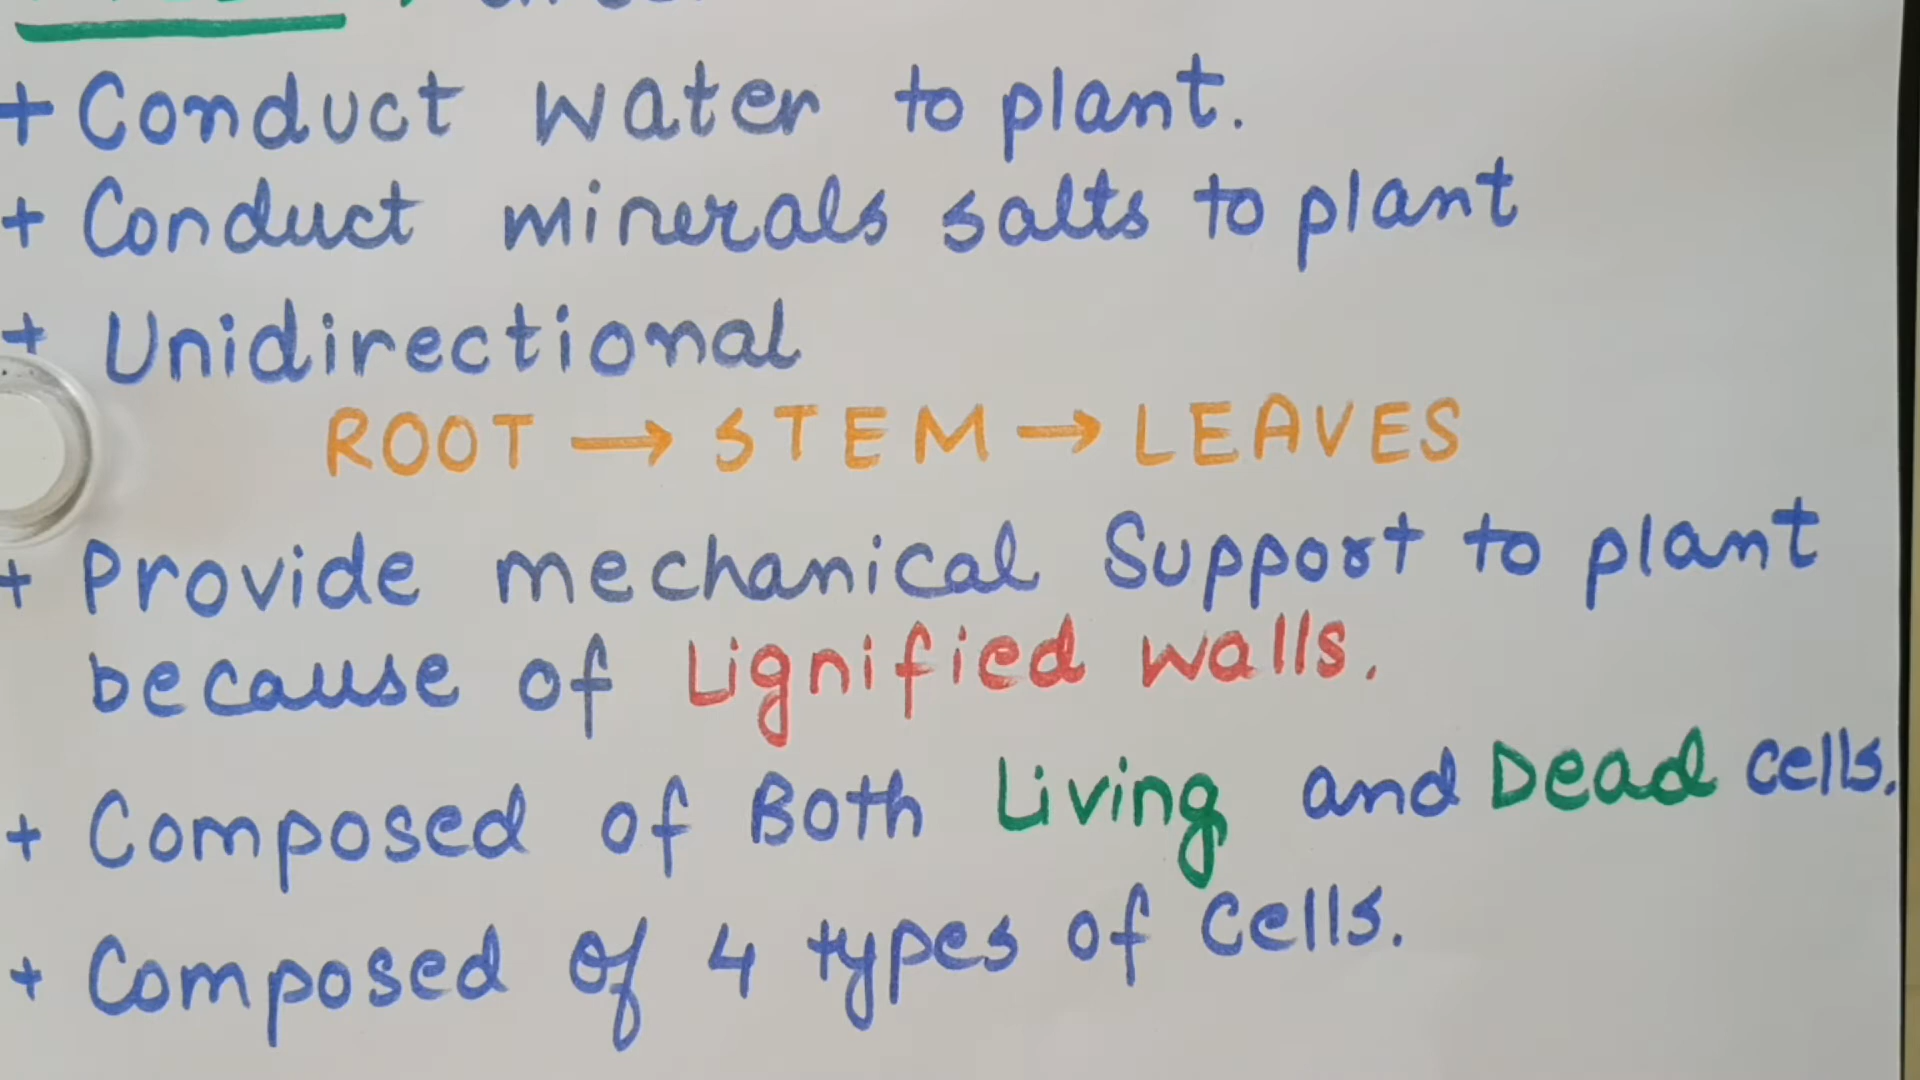 + Conduct water to plant.
+ Conduct minerals salts to plant
+ Unidirectional
ROOT → STEM → LEAVES
+ Provide mechanical Support to plant
because of Lignified walls.
+ Composed of Both Living and Dead cells.
+ Composed of 4 types of cells.